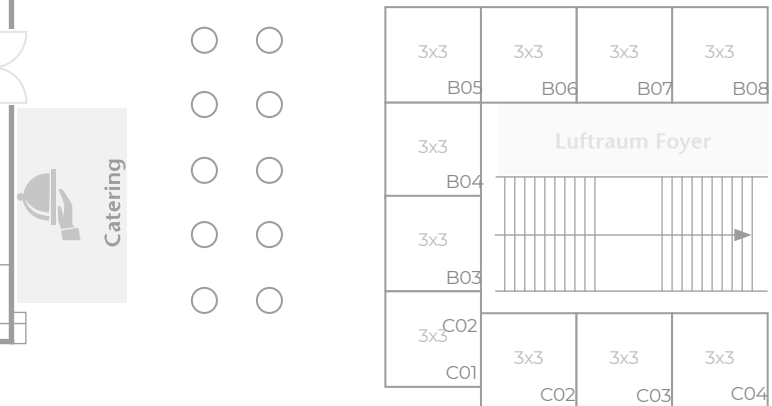 3x3 3x3 3x3 3x3
B05 B06 B07 B08
Luftraum Foyer
3x3
B04
Catering
3x3
B03
C02
3x3
C01
3x3 3x3 3x3
C02 C03 C04